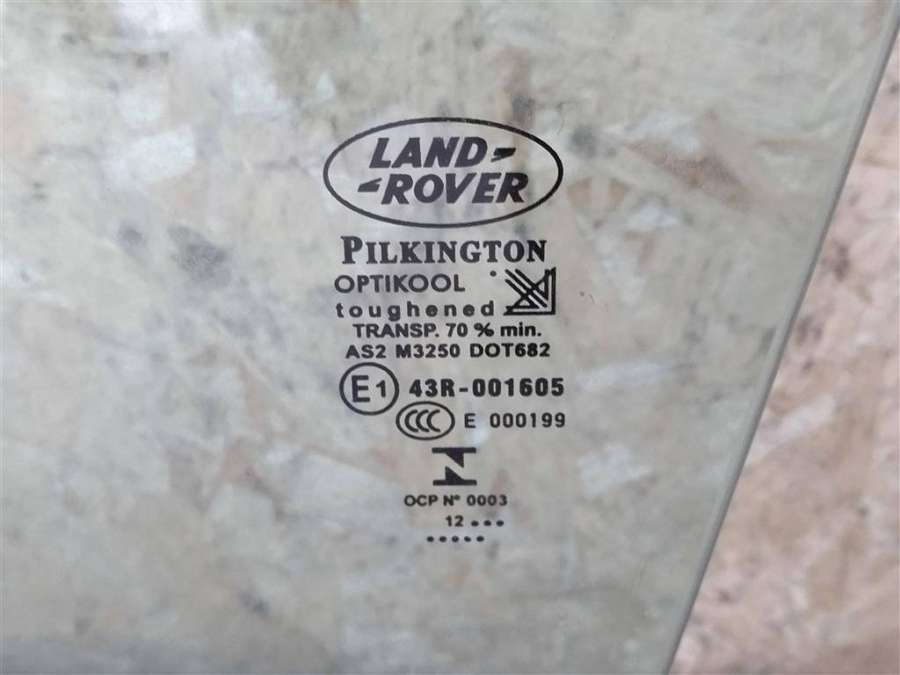 LAND-
-ROVER
PILKINGTON
OPTIKOOL
toughened
TRANSP. 70 % min.
AS2 M3250 DOT682
E1 43R-001605
CCC E 000199
OCP Nº 0003
12 •••
•••••